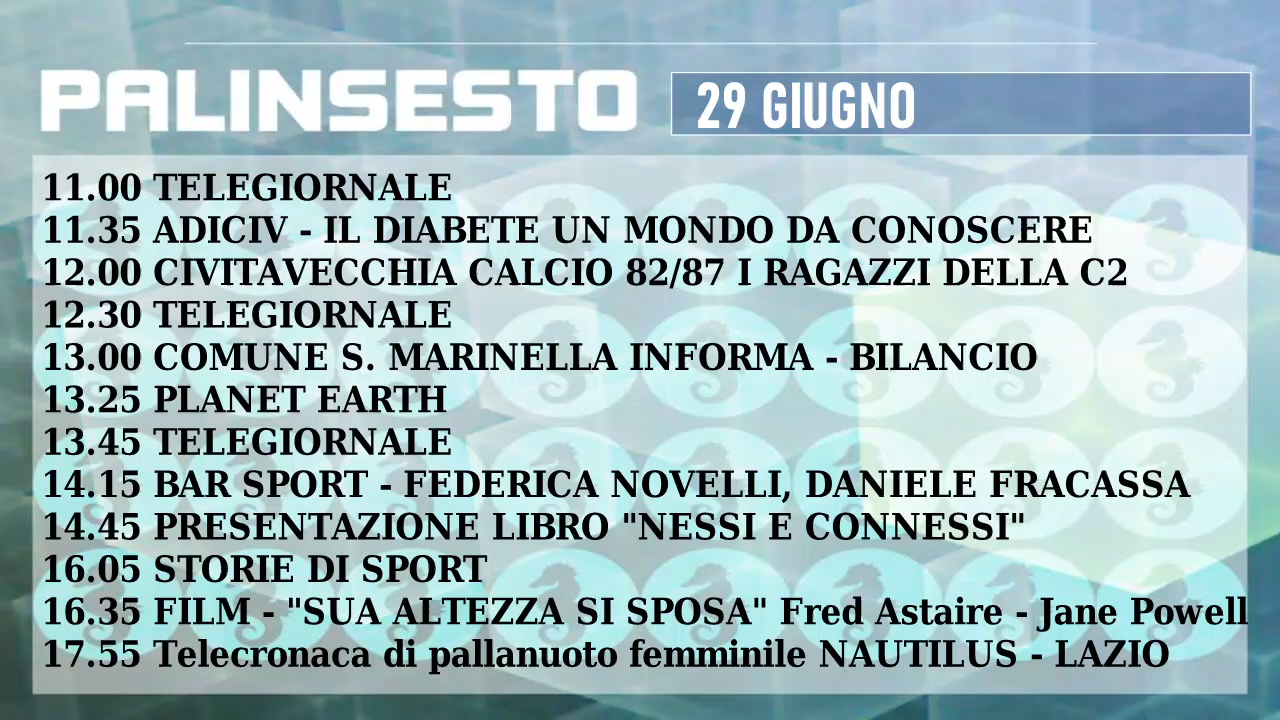 PALINSESTO
29 GIUGNO
11.00 TELEGIORNALE
11.35 ADICIV - IL DIABETE UN MONDO DA CONOSCERE
12.00 CIVITAVECCHIA CALCIO 82/87 I RAGAZZI DELLA C2
12.30 TELEGIORNALE
13.00 COMUNE S. MARINELLA INFORMA - BILANCIO
13.25 PLANET EARTH
13.45 TELEGIORNALE
14.15 BAR SPORT - FEDERICA NOVELLI, DANIELE FRACASSA
14.45 PRESENTAZIONE LIBRO "NESSI E CONNESSI"
16.05 STORIE DI SPORT
16.35 FILM - "SUA ALTEZZA SI SPOSA" Fred Astaire - Jane Powell
17.55 Telecronaca di pallanuoto femminile NAUTILUS - LAZIO